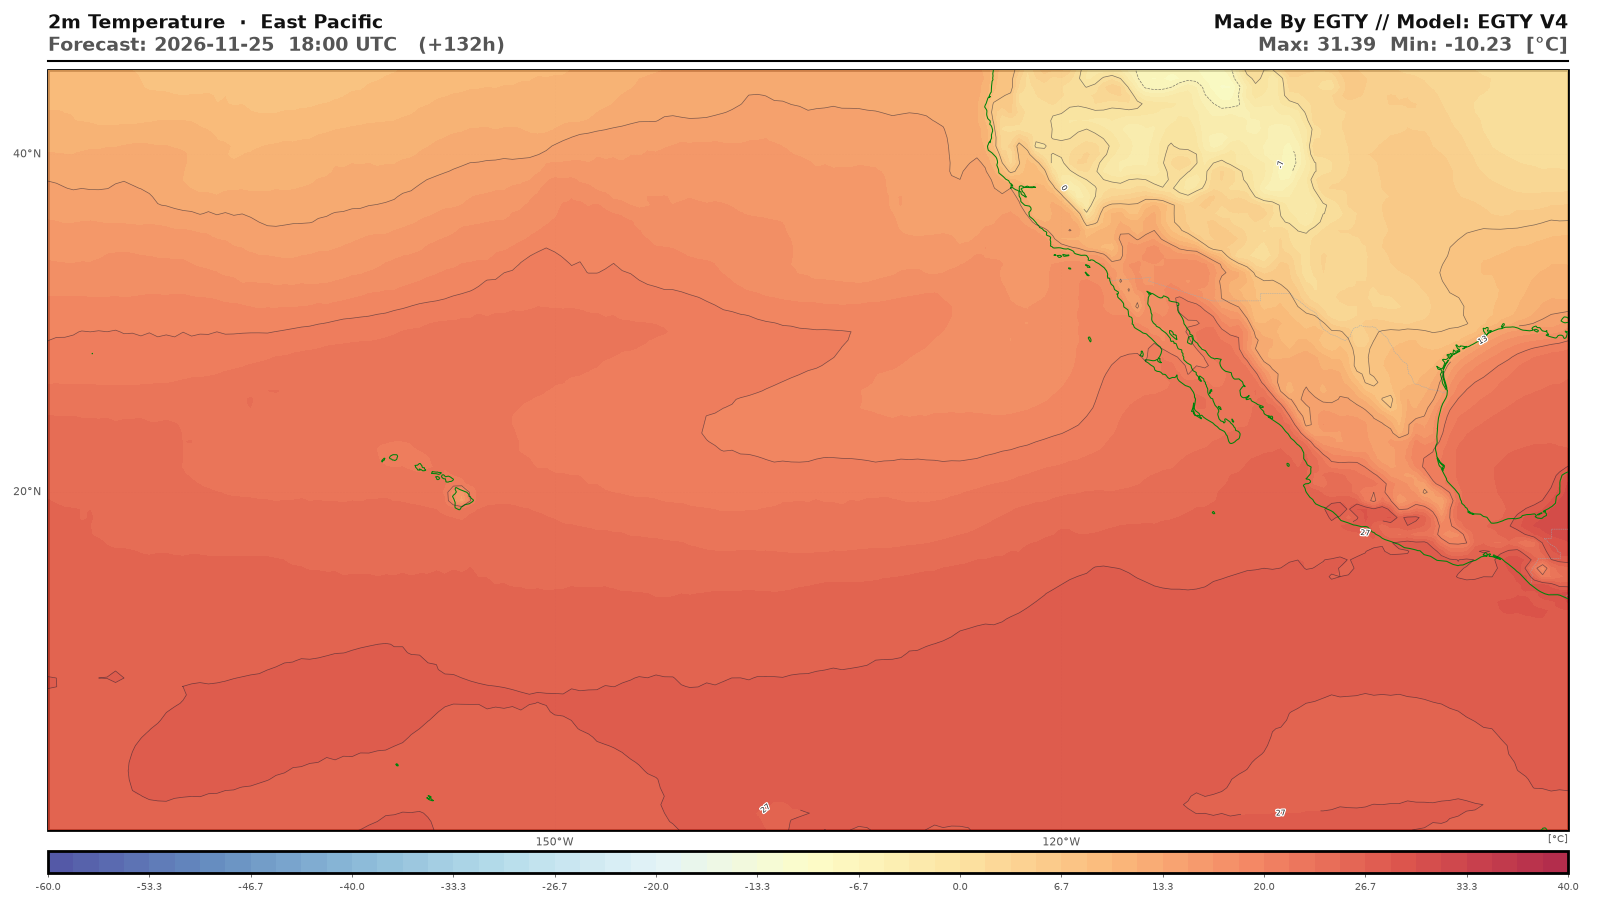 2m Temperature · East Pacific
Made By EGTY // Model: EGTY V4
Forecast: 2026-11-25 18:00 UTC (+132h)
Max: 31.39 Min: -10.23 [°C]
40°N
20°N
0
-7
13
27
27
27
150°W
120°W
[°C]
-60.0 -53.3 -46.7 -40.0 -33.3 -26.7 -20.0 -13.3 -6.7 0.0 6.7 13.3 20.0 26.7 33.3 40.0